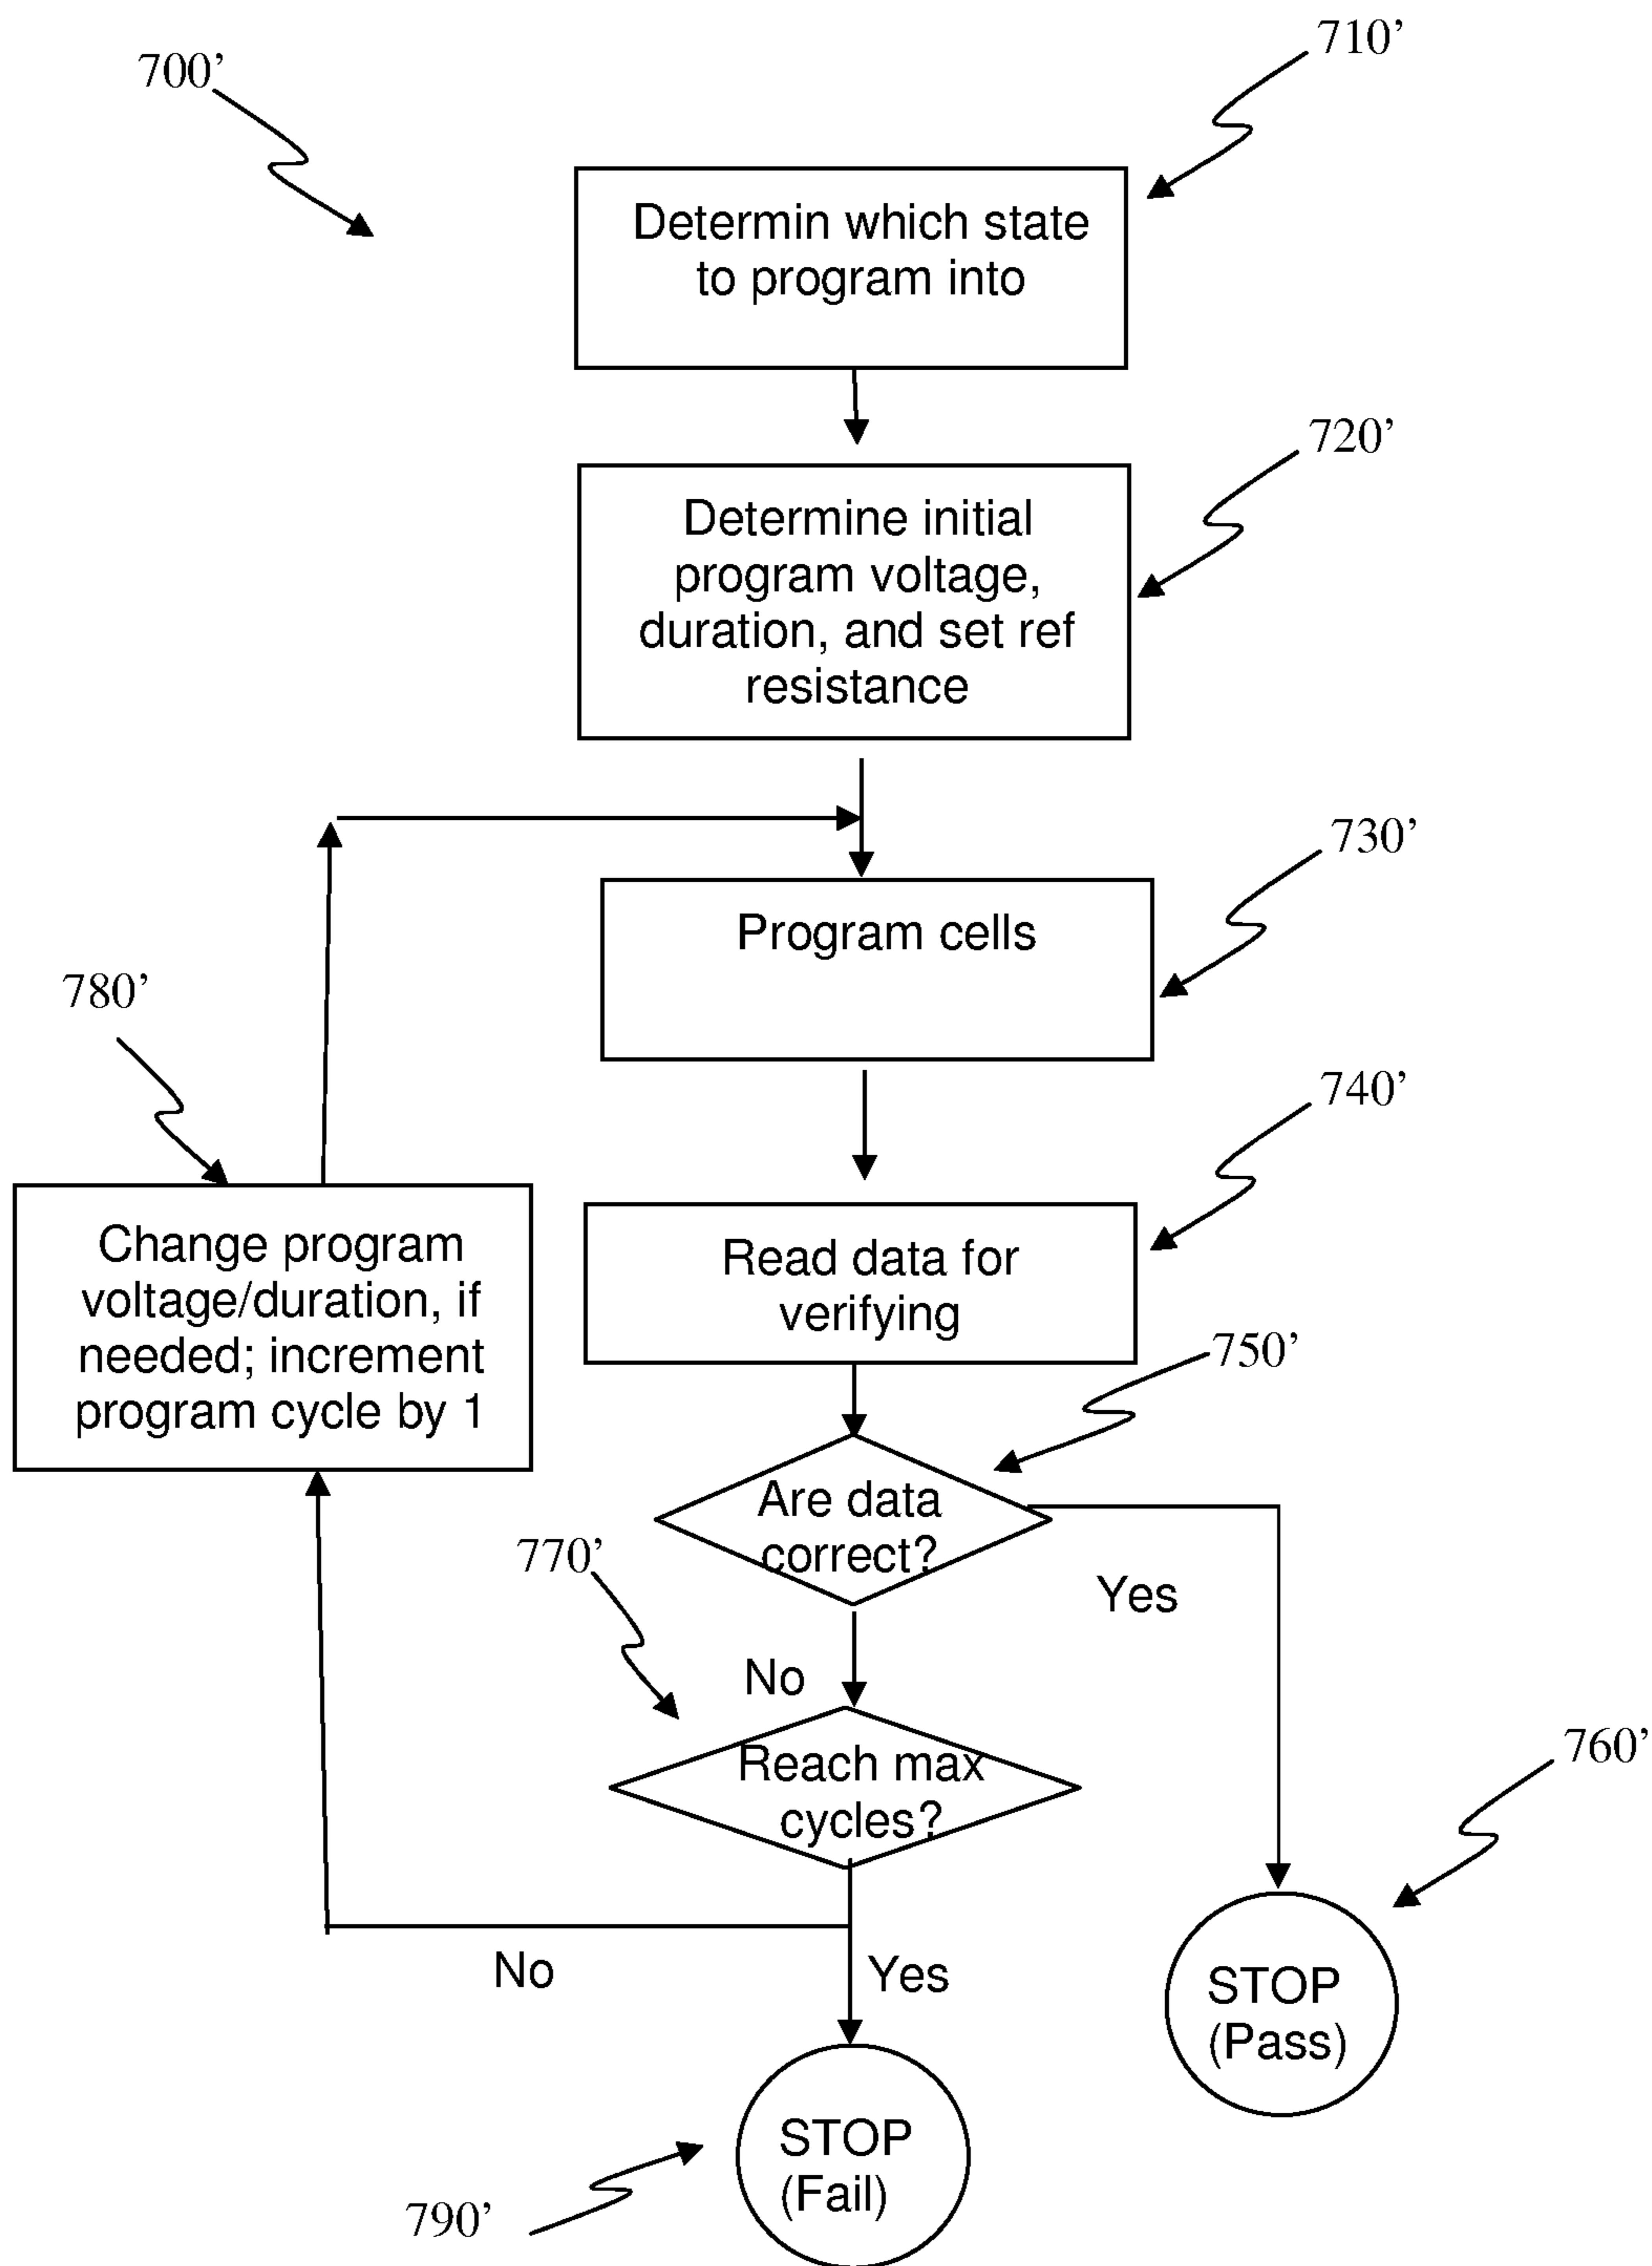 700’
710’
Determin which state
to program into
720’
Determine initial
program voltage,
duration, and set ref
resistance
730’
Program cells
780’
740’
Change program
voltage/duration, if
needed; increment
program cycle by 1
Read data for
verifying
750’
Are data
correct?
770’
Yes
No
Reach max
cycles?
760’
No
Yes
STOP
(Pass)
STOP
(Fail)
790’